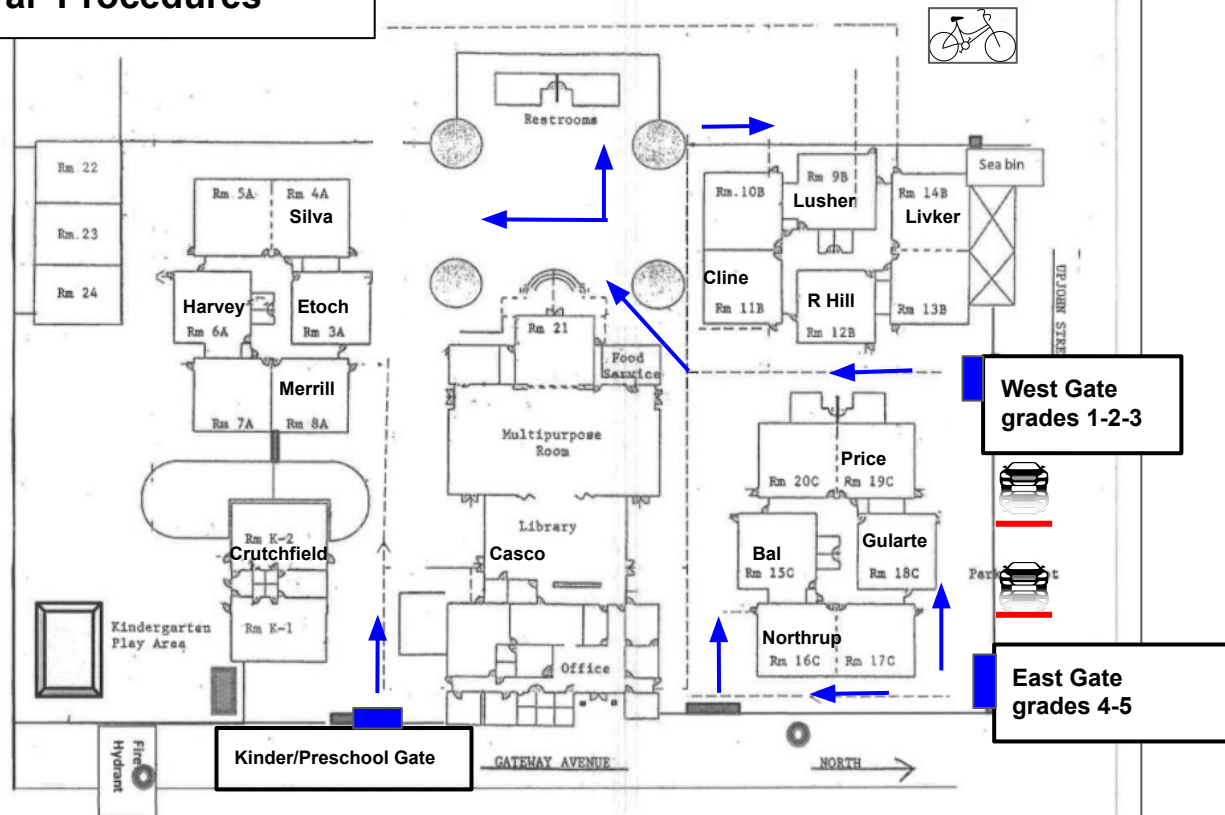 Procedures
Restrooms
Rm 22
Rm.23
Rm 24
Rm 5A
Rm 4A
Silva
Harvey
Rm 6A
Etoch
Rm 3A
Merrill
Rm 7A
Rm 8A
Rm K-2
Crutchfield
Rm K-1
Kindergarten
Play Area
Fire
Hydrant
Kinder/Preschool Gate
Rm 21
Food
Service
Multipurpose
Room
Library
Casco
Office
GATEWAY AVENUE
NORTH
Rm.10B
Rm 9B
Lusher
Rm 14B
Livker
Sea bin
Cline
Rm 11B
R Hill
Rm 12B
Rm 13B
UPJOHN
West Gate
grades 1-2-3
Price
Rm 20C
Rm 19C
Bal
Rm 15C
Gularte
Rm 18C
Northrup
Rm 16C
Rm 17C
East Gate
grades 4-5